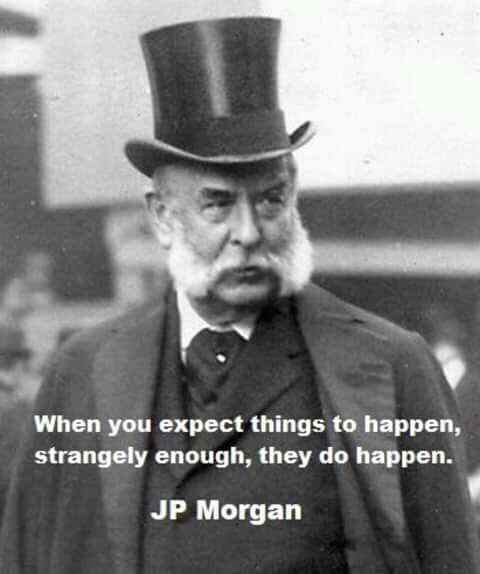 When you expect things to happen,
strangely enough, they do happen.
JP Morgan